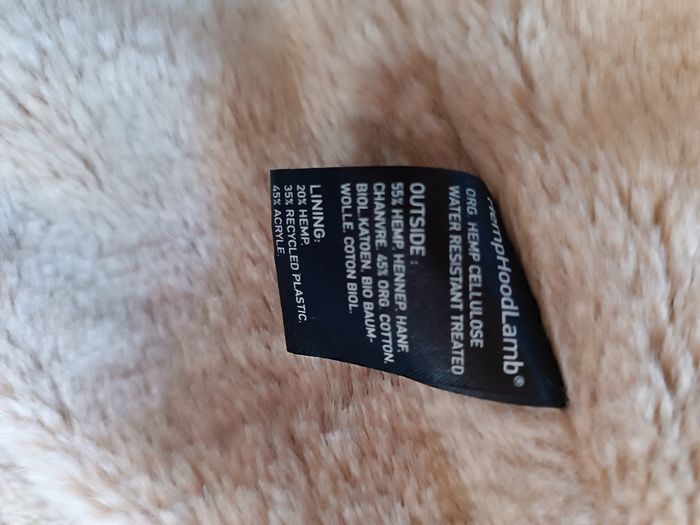 HempHoodLamb®
ORG. HEMP CELLULOSE
WATER RESISTANT TREATED
OUTSIDE :
55% HEMP. HENNEP. HANF.
CHANVRE. 45% ORG. COTTON.
BIOL.KATOEN. BIO BAUM-
WOLLE. COTON BIOL.
LINING:
20% HEMP.
35% RECYCLED PLASTIC.
45% ACRYLE.